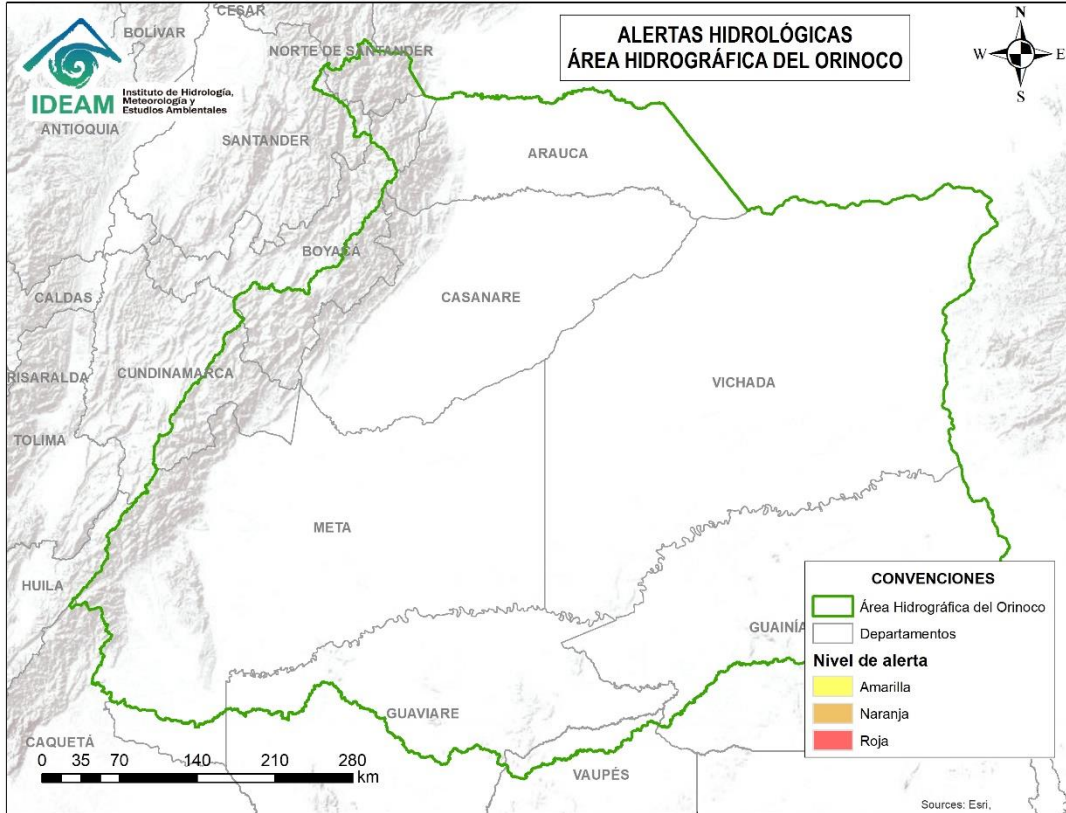 CESAR
BOLÍVAR
NORTE DE SANTANDER
ALERTAS HIDROLÓGICAS
ÁREA HIDROGRÁFICA DEL ORINOCO
N
W
E
S
IDEAM
Instituto de Hidrología,
Meteorología y
Estudios Ambientales
ANTIOQUIA
SANTANDER
ARAUCA
BOYACÁ
CALDAS
CASANARE
RISARALDA
CUNDINAMARCA
VICHADA
TOLIMA
META
HUILA
GUAINÍA
GUAVIARE
CAQUETÁ
VAUPÉS
CONVENCIONES
Área Hidrográfica del Orinoco
Departamentos
Nivel de alerta
Amarilla
Naranja
Roja
0 35 70 140 210 280
km
Sources: Esri,